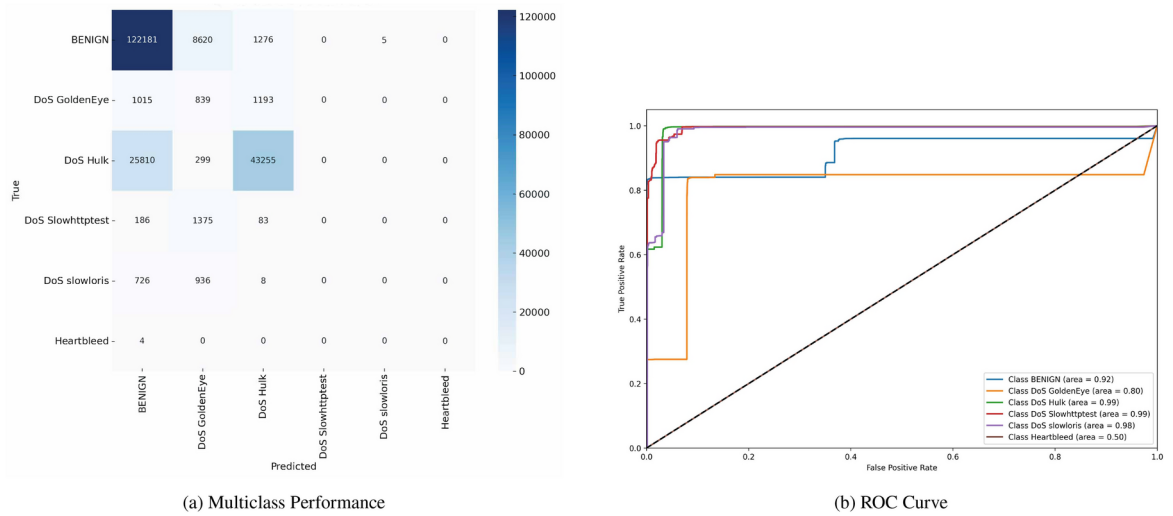 BENIGN
122181 8620 1276 0 5 0
DoS GoldenEye
1015 839 1193 0 0 0
DoS Hulk
25810 299 43255 0 0 0
DoS Slowhttptest
186 1375 83 0 0 0
DoS slowloris
726 936 8 0 0 0
Heartbleed
4 0 0 0 0 0
True
BENIGN
DoS GoldenEye
DoS Hulk
DoS Slowhttptest
DoS slowloris
Heartbleed
Predicted
120000
100000
80000
60000
40000
20000
0
(a) Multiclass Performance
1.0
0.8
0.6
0.4
0.2
0.0
True Positive Rate
0.0 0.2 0.4 0.6 0.8 1.0
False Positive Rate
Class BENIGN (area = 0.92)
Class DoS GoldenEye (area = 0.80)
Class DoS Hulk (area = 0.99)
Class DoS Slowhttptest (area = 0.99)
Class DoS slowloris (area = 0.98)
Class Heartbleed (area = 0.50)
(b) ROC Curve